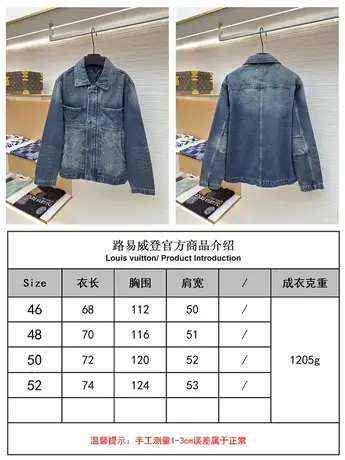 路易威登官方商品介绍
Louis vuitton/ Product Introduction
Size 衣长 胸围 肩宽 / 成衣克重
46 68 112 50 /
48 70 116 51 /
50 72 120 52 / 1205g
52 74 124 53 /
/
温馨提示：手工测量1-3cm误差属于正常